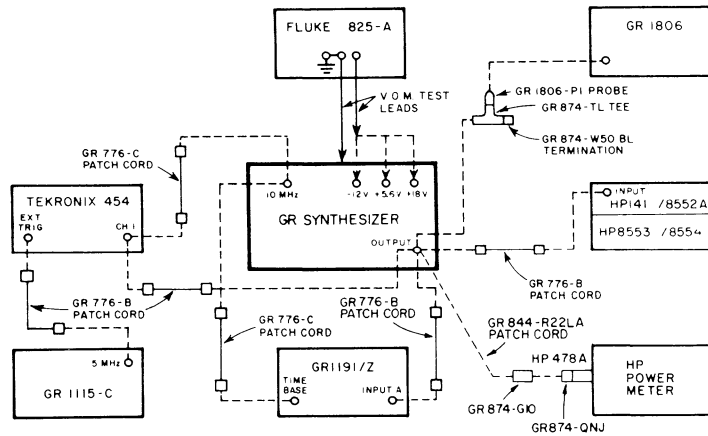 FLUKE 825-A
GR 1806
V.O.M. TEST
LEADS
GR 1806-P1 PROBE
GR 874-TL TEE
GR 874-W50 BL
TERMINATION
GR 776-C
PATCH CORD
TEKRONIX 454
EXT
TRIG
CH 1
10 MHz
-12V +5.6V +18V
GR SYNTHESIZER
OUTPUT
INPUT
HP141 /8552A
HP8553 /8554
GR 776-B
PATCH CORD
GR 776-B
PATCH CORD
GR 776-C
PATCH CORD
GR 776-B
PATCH CORD
GR 844-R22LA
PATCH CORD
5 MHz
GR 1115-C
GR1191/Z
TIME
BASE
INPUT A
HP 478A
HP
POWER
METER
GR 874-G10
GR874-QNJ